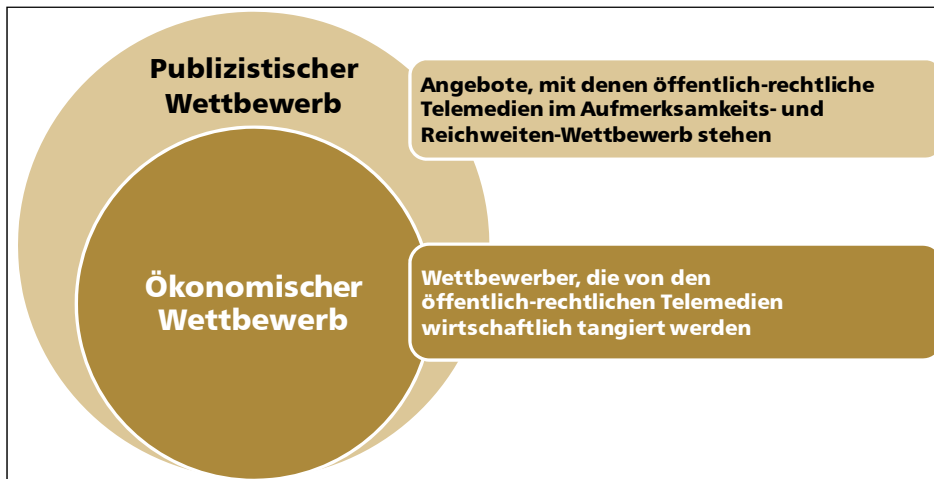 Publizistischer
Wettbewerb
Angebote, mit denen öffentlich-rechtliche
Telemedien im Aufmerksamkeits- und
Reichweiten-Wettbewerb stehen
Ökonomischer
Wettbewerb
Wettbewerber, die von den
öffentlich-rechtlichen Telemedien
wirtschaftlich tangiert werden